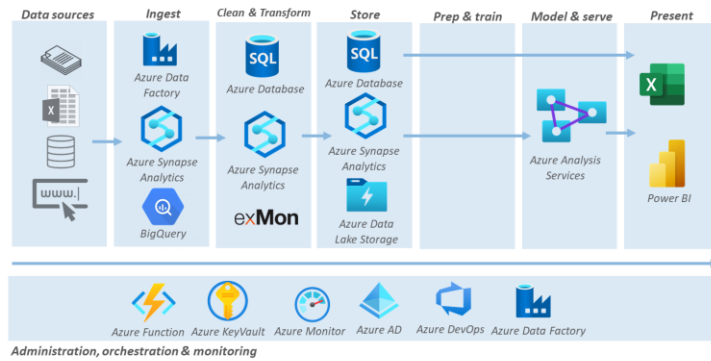 Data sources
Ingest
Clean & Transform
Store
Prep & train
Model & serve
Present
Azure Data
Factory
SQL
Azure Database
SQL
Azure Database
X
X
www.
Azure Synapse
Analytics
Azure Synapse
Analytics
Azure Synapse
Analytics
Azure Analysis
Services
Power BI
BigQuery
exMon
Azure Data
Lake Storage
Azure Function
Azure KeyVault
Azure Monitor
Azure AD
Azure DevOps
Azure Data Factory
Administration, orchestration & monitoring